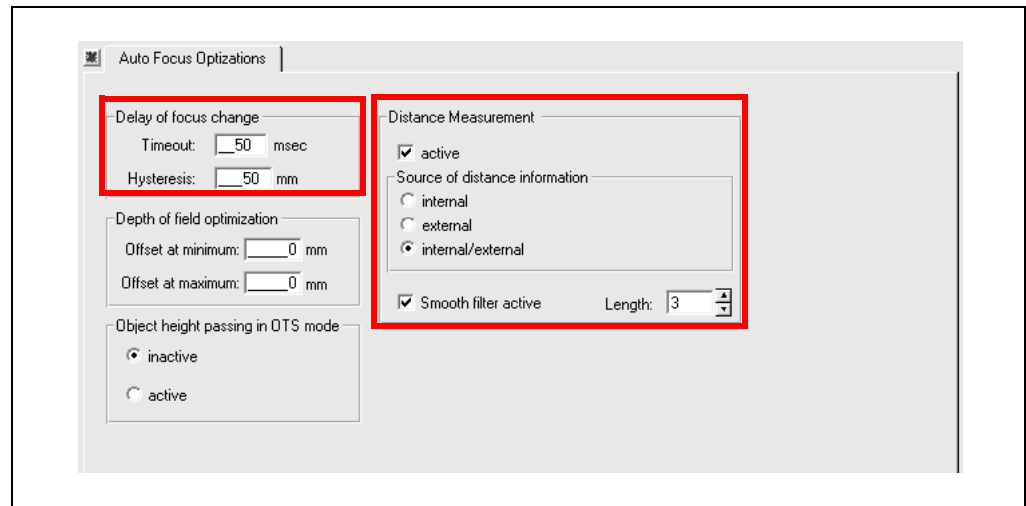 Auto Focus Optizations
Delay of focus change
Timeout: __50 msec
Hysteresis: ___50 mm
Depth of field optimization
Offset at minimum: _____0 mm
Offset at maximum: _____0 mm
Object height passing in OTS mode
inactive
active
Distance Measurement
active
Source of distance information
internal
external
internal/external
Smooth filter active Length: 3